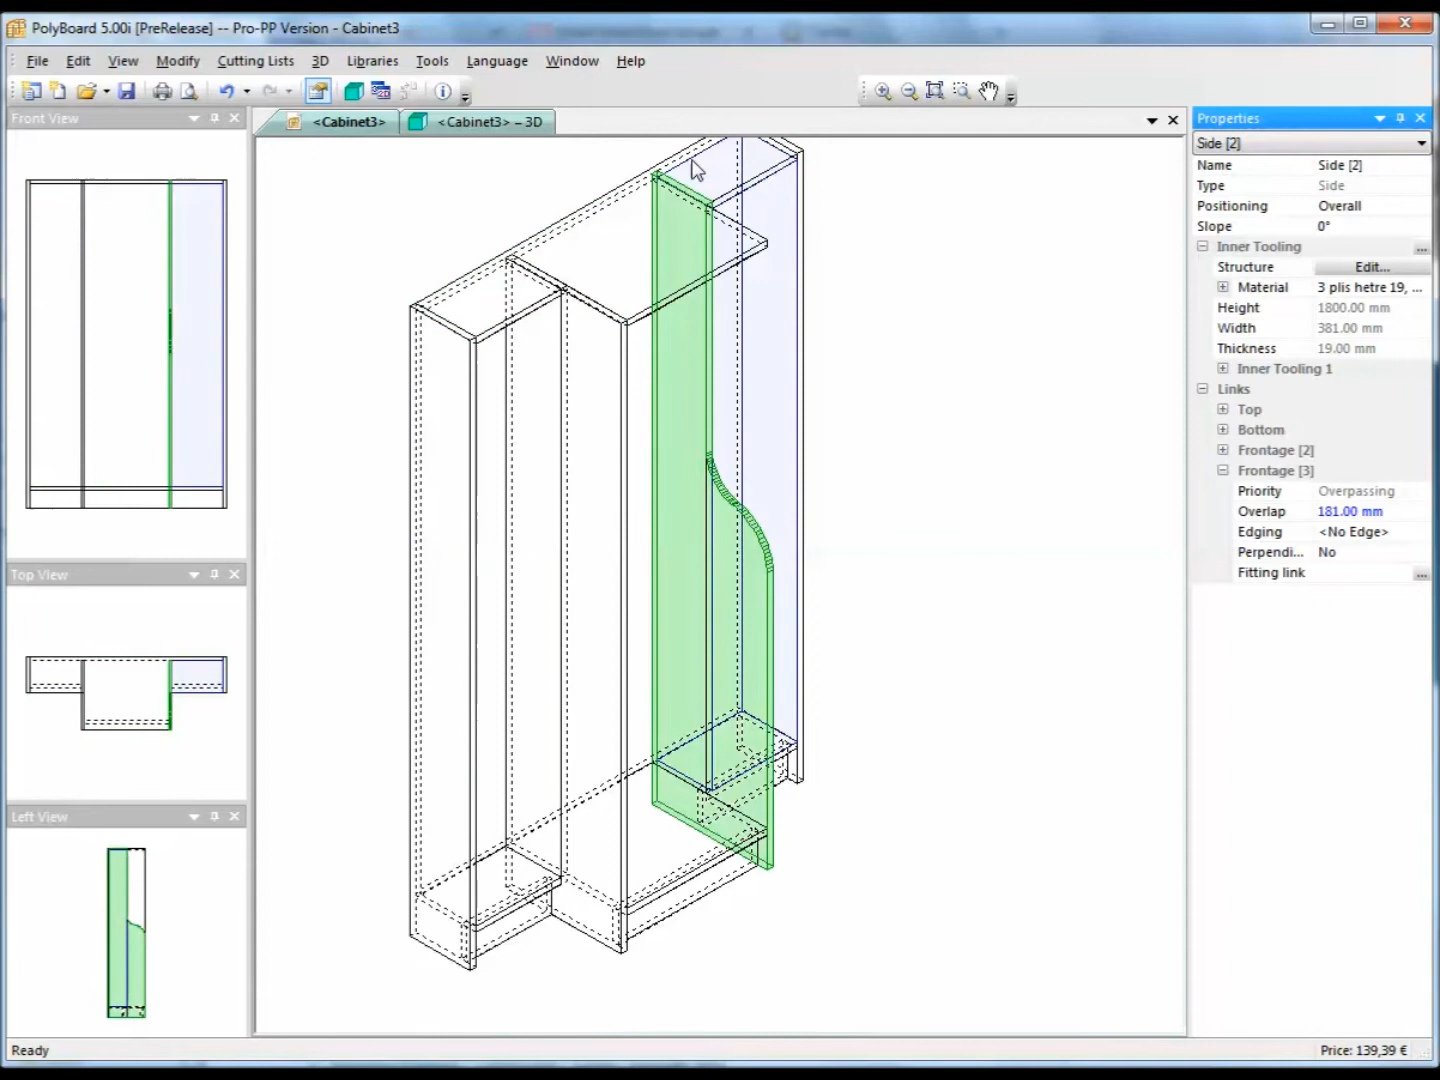 PolyBoard 5.00i [PreRelease] -- Pro-PP Version - Cabinet3
File Edit View Modify Cutting Lists 3D Libraries Tools Language Window Help
Front View
<Cabinet3>
<Cabinet3> – 3D
Top View
Left View
Properties
Side [2]
Name Side [2]
Type Side
Positioning Overall
Slope 0°
Inner Tooling ...
Structure Edit...
Material 3 plis hetre 19, ...
Height 1800.00 mm
Width 381.00 mm
Thickness 19.00 mm
Inner Tooling 1
Links
Top
Bottom
Frontage [2]
Frontage [3]
Priority Overpassing
Overlap 181.00 mm
Edging <No Edge>
Perpendi... No
Fitting link ...
Ready
Price: 139,39 €